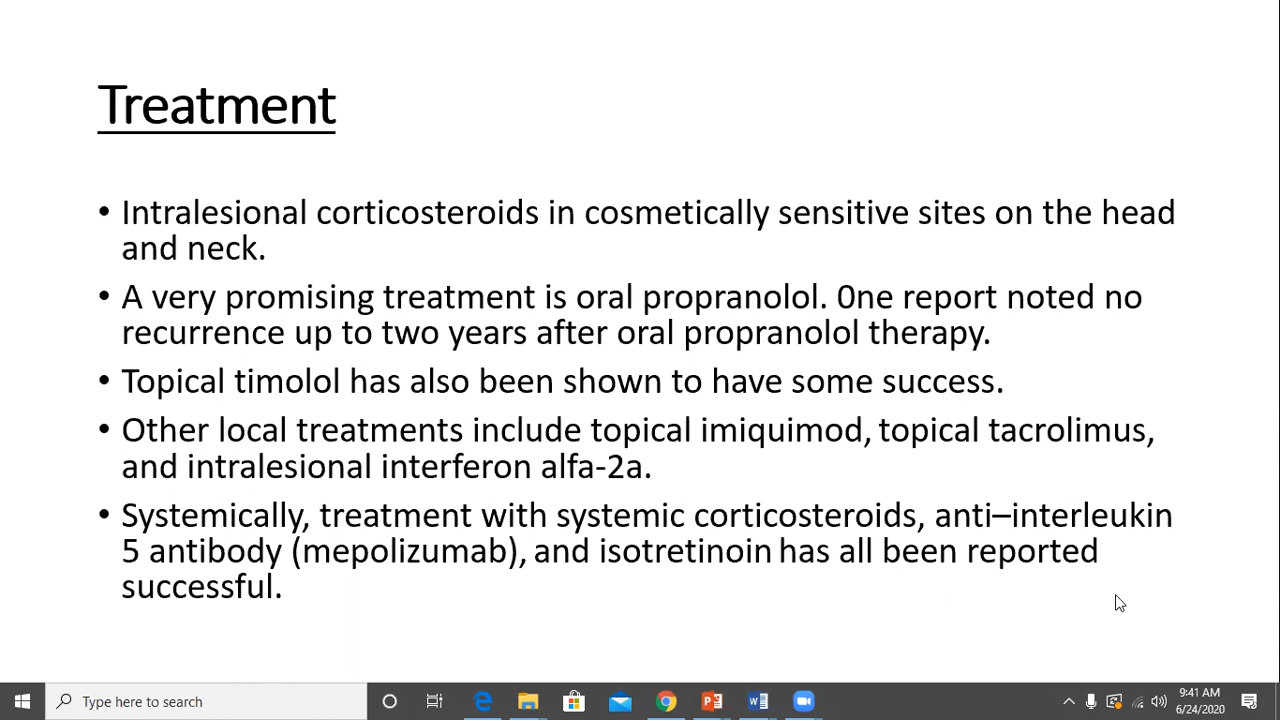 Treatment
• Intralesional corticosteroids in cosmetically sensitive sites on the head
and neck.
• A very promising treatment is oral propranolol. 0ne report noted no
recurrence up to two years after oral propranolol therapy.
• Topical timolol has also been shown to have some success.
• Other local treatments include topical imiquimod, topical tacrolimus,
and intralesional interferon alfa-2a.
• Systemically, treatment with systemic corticosteroids, anti–interleukin
5 antibody (mepolizumab), and isotretinoin has all been reported
successful.
Type here to search
9:41 AM
6/24/2020